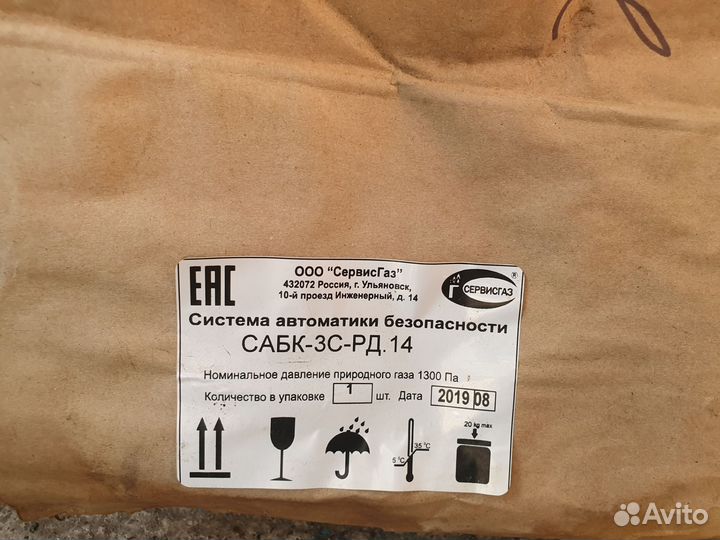 ЕАС
ООО "СервисГаз"
432072 Россия, г. Ульяновск,
10-й проезд Инженерный, д. 14
СЕРВИСГАЗ
®
Система автоматики безопасности
САБК-3С-РД.14
Номинальное давление природного газа 1300 Па
Количество в упаковке 1 шт. Дата 2019 08
5 °C
35 °C
20 kg max
Avito